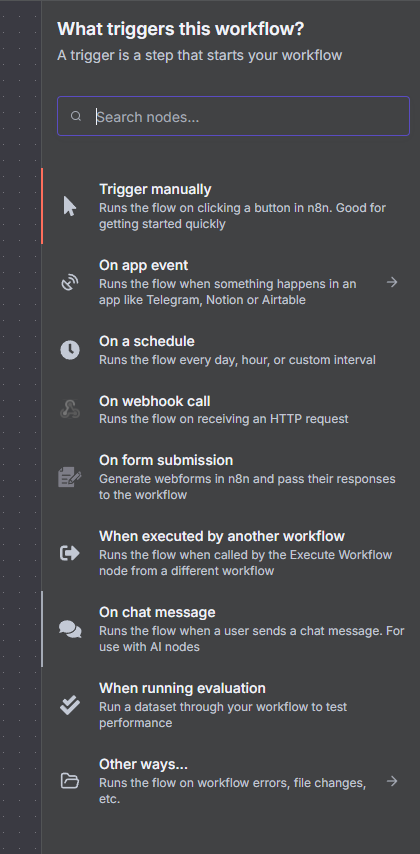 What triggers this workflow?
A trigger is a step that starts your workflow
Search nodes...
Trigger manually
Runs the flow on clicking a button in n8n. Good for
getting started quickly
On app event
Runs the flow when something happens in an
app like Telegram, Notion or Airtable
On a schedule
Runs the flow every day, hour, or custom interval
On webhook call
Runs the flow on receiving an HTTP request
On form submission
Generate webforms in n8n and pass their responses
to the workflow
When executed by another workflow
Runs the flow when called by the Execute Workflow
node from a different workflow
On chat message
Runs the flow when a user sends a chat message. For
use with AI nodes
When running evaluation
Run a dataset through your workflow to test
performance
Other ways...
Runs the flow on workflow errors, file changes,
etc.